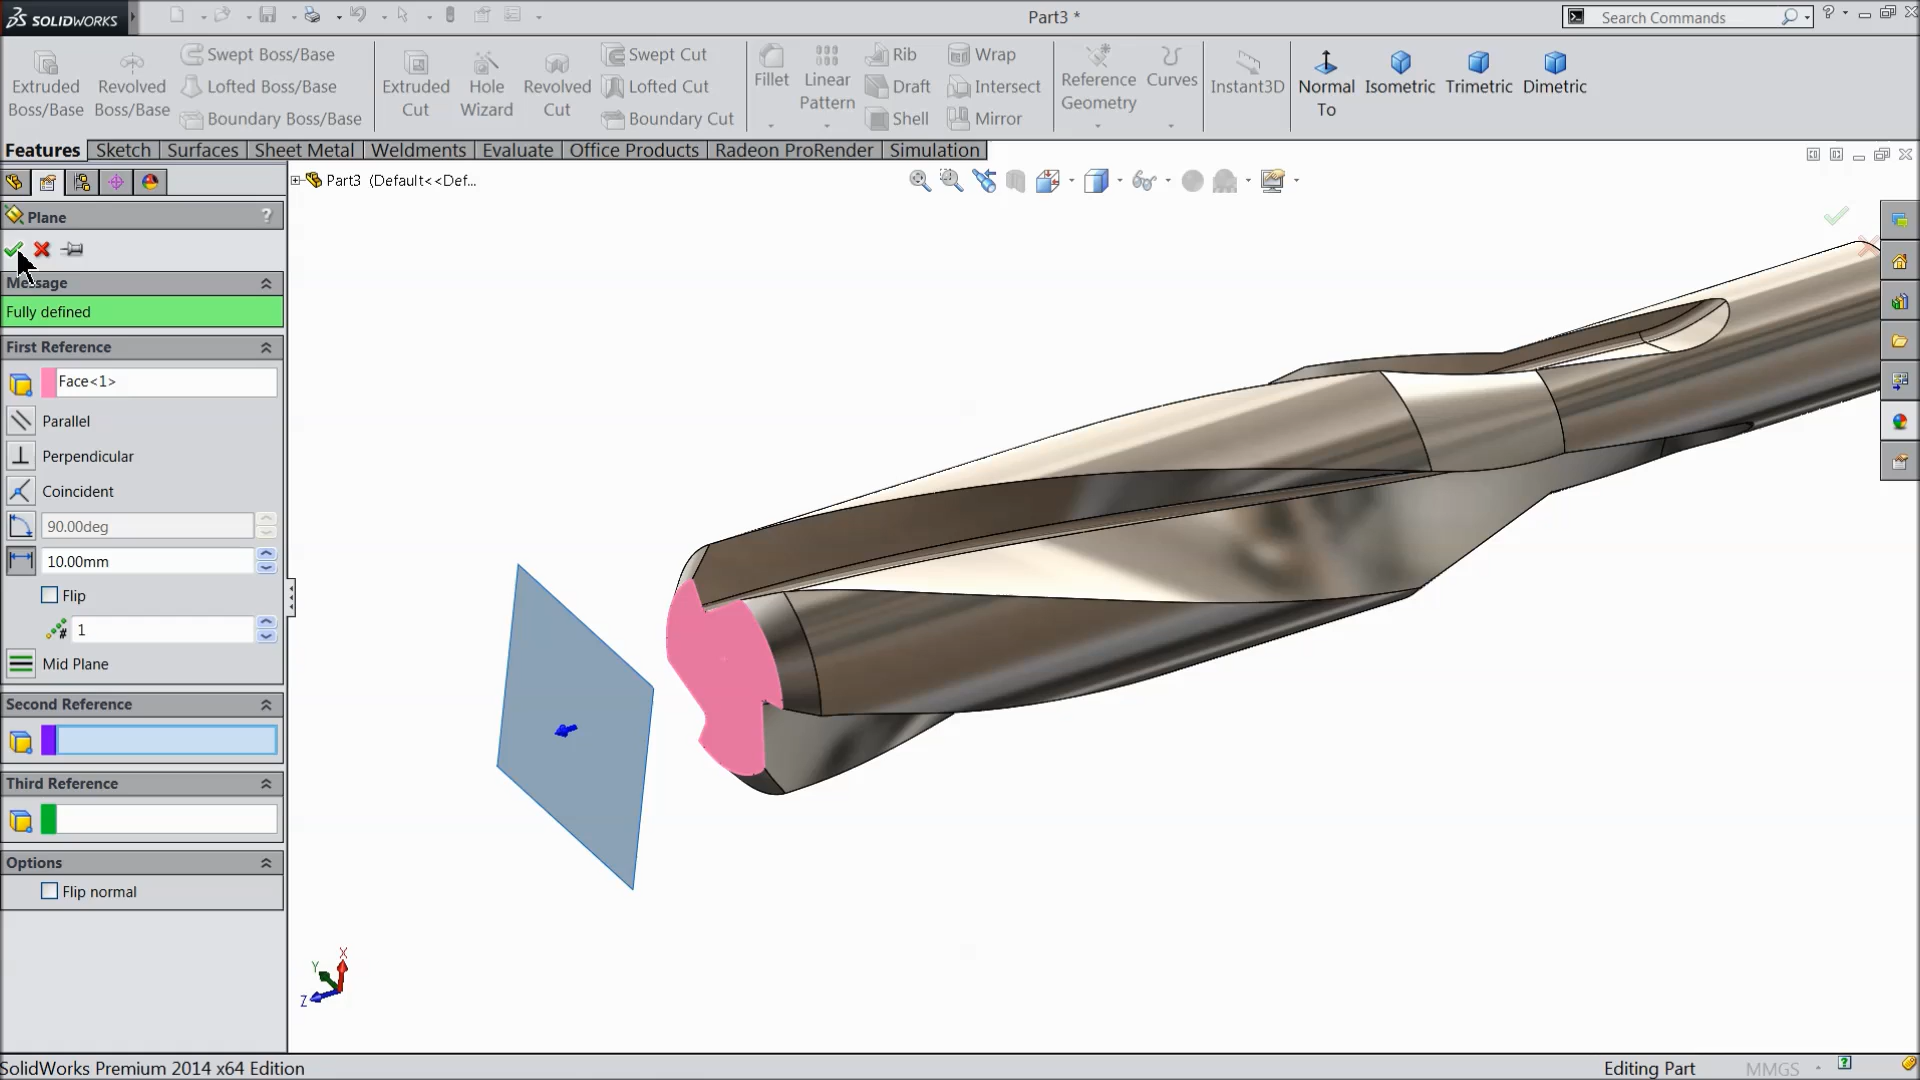 SOLIDWORKS
Part3 *
Search Commands
Extruded Boss/Base
Revolved Boss/Base
Swept Boss/Base
Lofted Boss/Base
Boundary Boss/Base
Extruded Cut
Hole Wizard
Revolved Cut
Swept Cut
Lofted Cut
Boundary Cut
Fillet
Linear Pattern
Rib
Draft
Shell
Wrap
Intersect
Mirror
Reference Geometry
Curves
Instant3D
Normal To
Isometric
Trimetric
Dimetric
Features
Sketch
Surfaces
Sheet Metal
Weldments
Evaluate
Office Products
Radeon ProRender
Simulation
Part3 (Default<<Def...
Plane
?
Message
Fully defined
First Reference
Face<1>
Parallel
Perpendicular
Coincident
90.00deg
10.00mm
Flip
1
Mid Plane
Second Reference
Third Reference
Options
Flip normal
X
Y
Z
SolidWorks Premium 2014 x64 Edition
Editing Part
MMGS